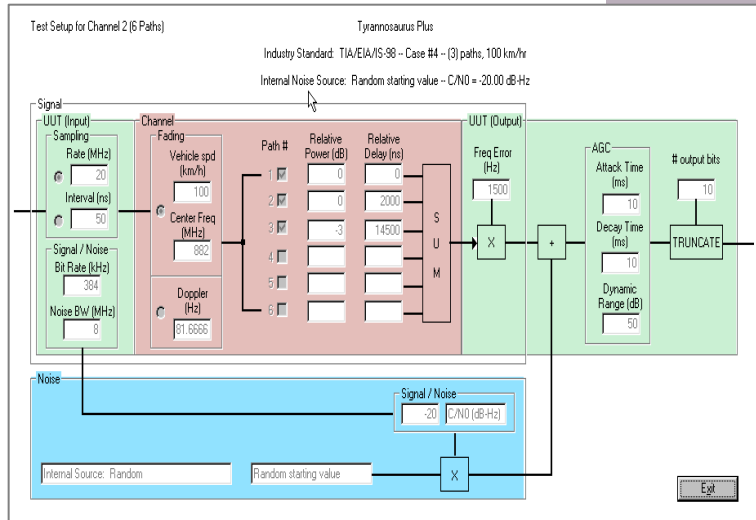 Test Setup for Channel 2 (6 Paths)
Tyrannosaurus Plus
Industry Standard: TIA/EIA/IS-98 -- Case #4 -- (3) paths, 100 km/hr
Internal Noise Source: Random starting value -- C/N0 = -20.00 dB-Hz
Signal
UUT (Input)
Sampling
Rate (MHz)
20
Interval (ns)
50
Signal / Noise
Bit Rate (kHz)
384
Noise BW (MHz)
8
Channel
Fading
Vehicle spd
(km/h)
100
Center Freq
(MHz)
882
Doppler
(Hz)
81.6666
Path # Relative Power (dB) Relative Delay (ns)
1 0 0
2 0 2000
3 -3 14500
4
5
6
S
U
M
UUT (Output)
Freq Error
(Hz)
1500
X
+
AGC
Attack Time
(ms)
10
Decay Time
(ms)
10
Dynamic
Range (dB)
50
# output bits
10
TRUNCATE
Noise
Signal / Noise
-20 C/N0 (dB-Hz)
Internal Source: Random
Random starting value
X
Exit